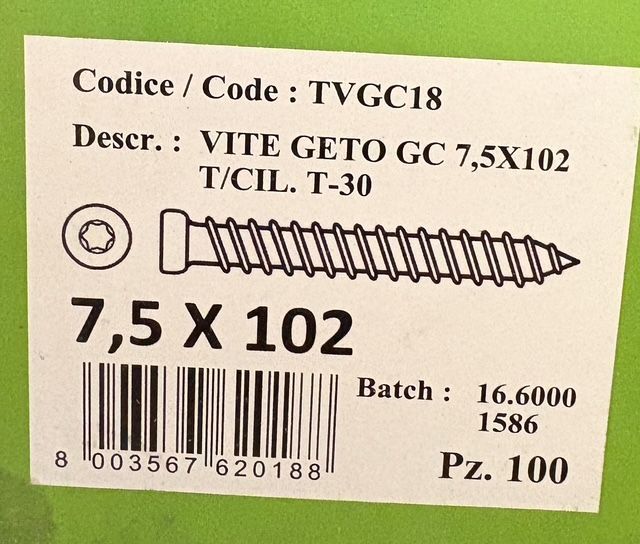 Codice / Code : TVGC18
Descr. : VITE GETO GC 7,5X102
T/CIL. T-30
7,5 X 102
Batch : 16.6000
1586
8 003567 620188
Pz. 100